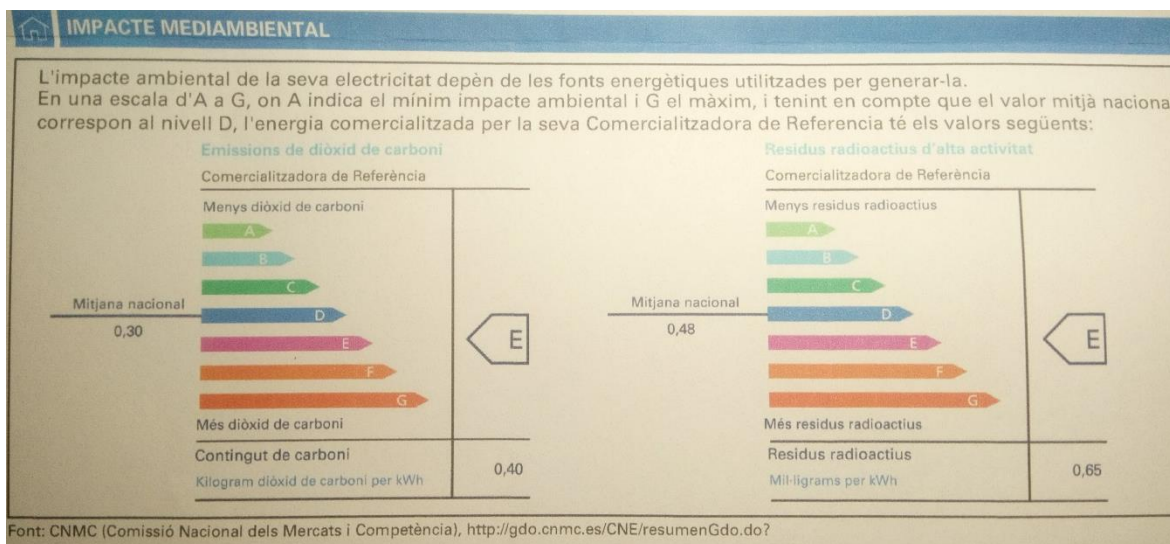 IMPACTE MEDIAMBIENTAL
L'impacte ambiental de la seva electricitat depèn de les fonts energètiques utilitzades per generar-la.
En una escala d'A a G, on A indica el mínim impacte ambiental i G el màxim, i tenint en compte que el valor mitjà naciona
correspon al nivell D, l'energia comercialitzada per la seva Comercialitzadora de Referencia té els valors següents:
Emissions de diòxid de carboni
Comercialitzadora de Referència
Menys diòxid de carboni
A
B
C
Mitjana nacional
D
0,30
E
E
F
G
Més diòxid de carboni
Contingut de carboni
0,40
Kilogram diòxid de carboni per kWh
Residus radioactius d'alta activitat
Comercialitzadora de Referència
Menys residus radioactius
A
B
C
Mitjana nacional
D
0,48
E
E
F
G
Més residus radioactius
Residus radioactius
0,65
Mil·ligrams per kWh
Font: CNMC (Comissió Nacional dels Mercats i Competència), http://gdo.cnmc.es/CNE/resumenGdo.do?